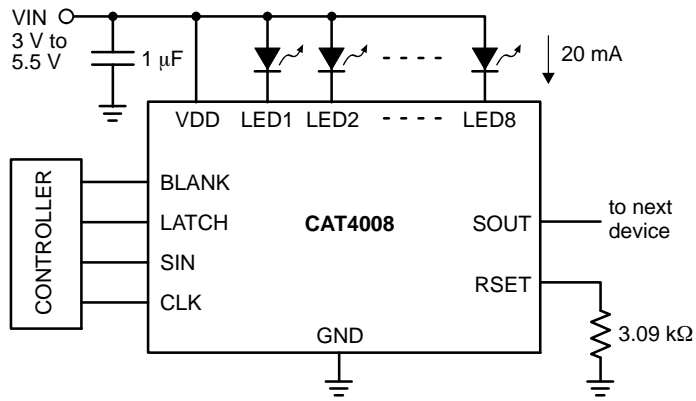 VIN
3 V to
5.5 V
1 μF
20 mA
VDD LED1 LED2 LED8
CONTROLLER
BLANK
LATCH
SIN
CLK
CAT4008
SOUT
RSET
GND
to next
device
3.09 kΩ